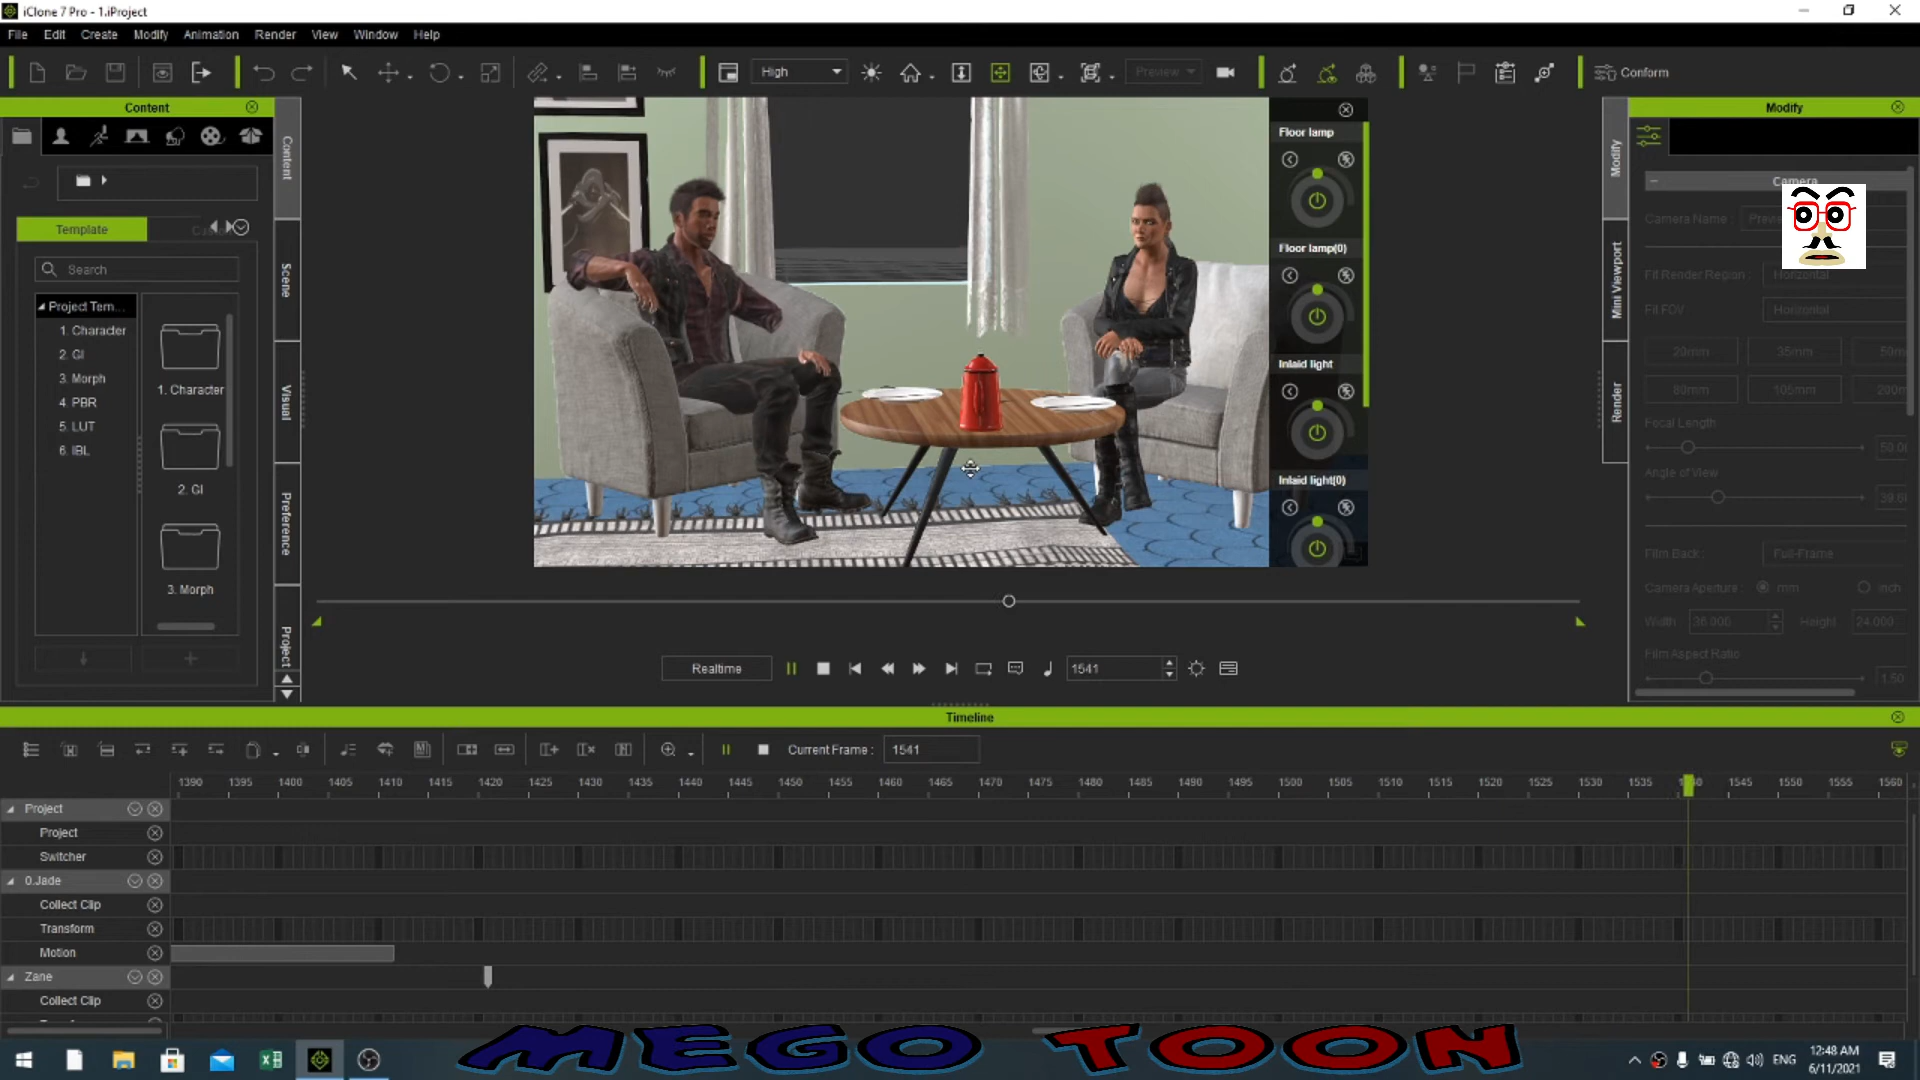 iClone 7 Pro - 1.iProject
File Edit Create Modify Animation Render View Window Help
High
Preview
Conform
Content
Template
Search
Project Tem...
1. Character
2. GI
3. Morph
4. PBR
5. LUT
6. IBL
1. Character
2. GI
3. Morph
Content
Scene
Visual
Preference
Project
Floor lamp
Floor lamp(0)
Inlaid light
Inlaid light(0)
Modify
Mini Viewport
Render
Modify
Camera
Camera Name :
Fit Render Region : Horizontal
Fit FOV Horizontal
20mm 35mm
80mm 105mm
Focal Length
Angle of View
Film Back : Full-Frame
Camera Aperture : mm inch
Width 36.000 Height 24.000
Film Aspect Ratio
1.50
Realtime 1541
Timeline
Current Frame : 1541
1390 1395 1400 1405 1410 1415 1420 1425 1430 1435 1440 1445 1450 1455 1460 1465 1470 1475 1480 1485 1490 1495 1500 1505 1510 1515 1520 1525 1530 1535 1545 1550 1555 1560
Project
Project
Switcher
0.Jade
Collect Clip
Transform
Motion
Zane
Collect Clip
MEGO TOON
ENG
12:48 AM
6/11/2021